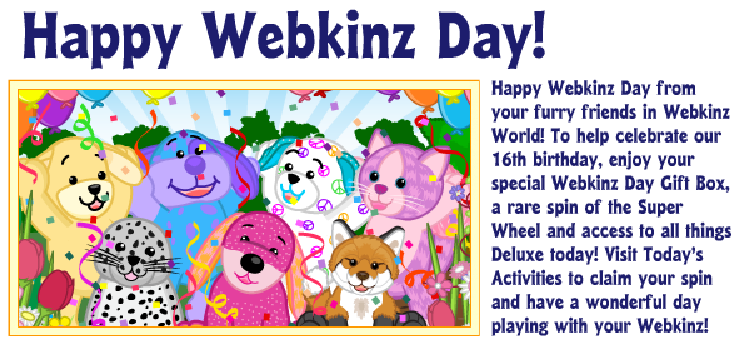 Happy Webkinz Day!
Happy Webkinz Day from
your furry friends in Webkinz
World! To help celebrate our
16th birthday, enjoy your
special Webkinz Day Gift Box,
a rare spin of the Super
Wheel and access to all things
Deluxe today! Visit Today's
Activities to claim your spin
and have a wonderful day
playing with your Webkinz!